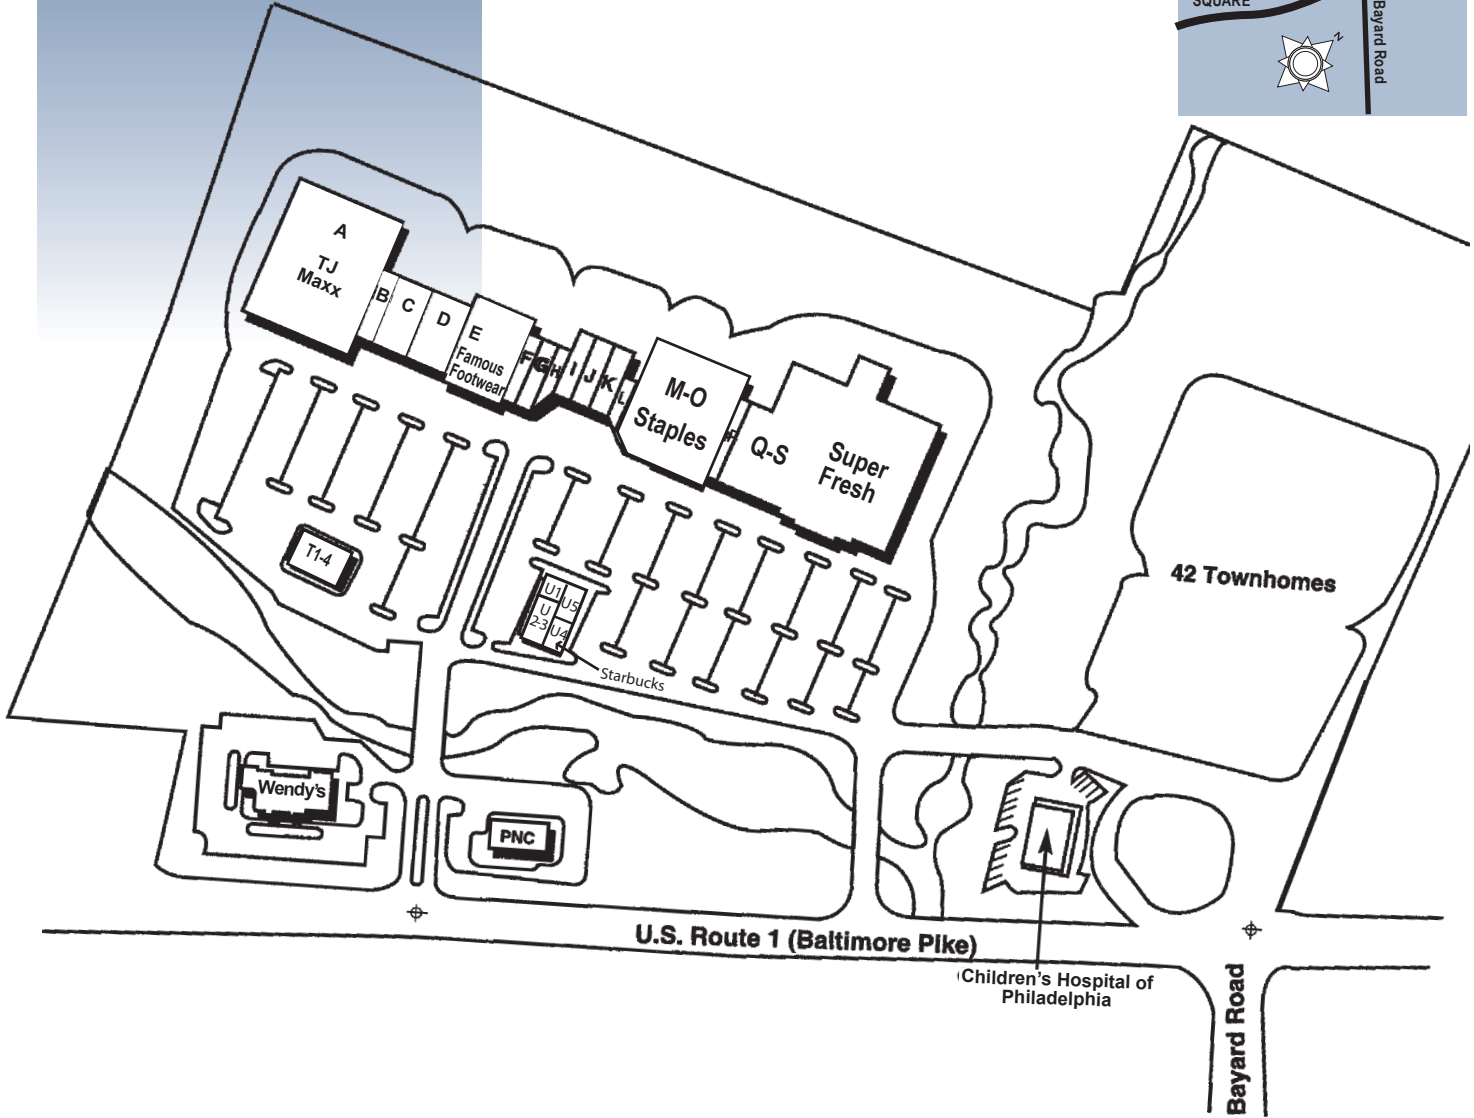 SQUARE
Bayard Road
N
A
TJ
Maxx
B
C
D
E
Famous
Footwear
F
G
H
I
J
K
L
M-O
Staples
P
Q-S
Super
Fresh
42 Townhomes
T1-4
U1
U5
U
2-3
U4
Starbucks
Wendy's
PNC
U.S. Route 1 (Baltimore Pike)
Children's Hospital of
Philadelphia
Bayard Road